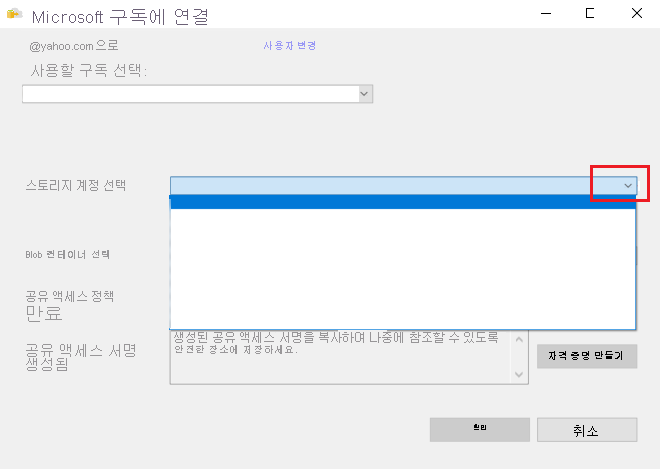 Microsoft 구독에 연결
@yahoo.com으로
사용자 변경
사용할 구독 선택:
스토리지 계정 선택
Blob 컨테이너 선택
공유 액세스 정책
만료
공유 액세스 서명
생성됨
생성된 공유 액세스 서명을 복사하며 나중에 참조할 수 있도록
안전한 장소에 저장하세요.
자격 증명 만들기
취소